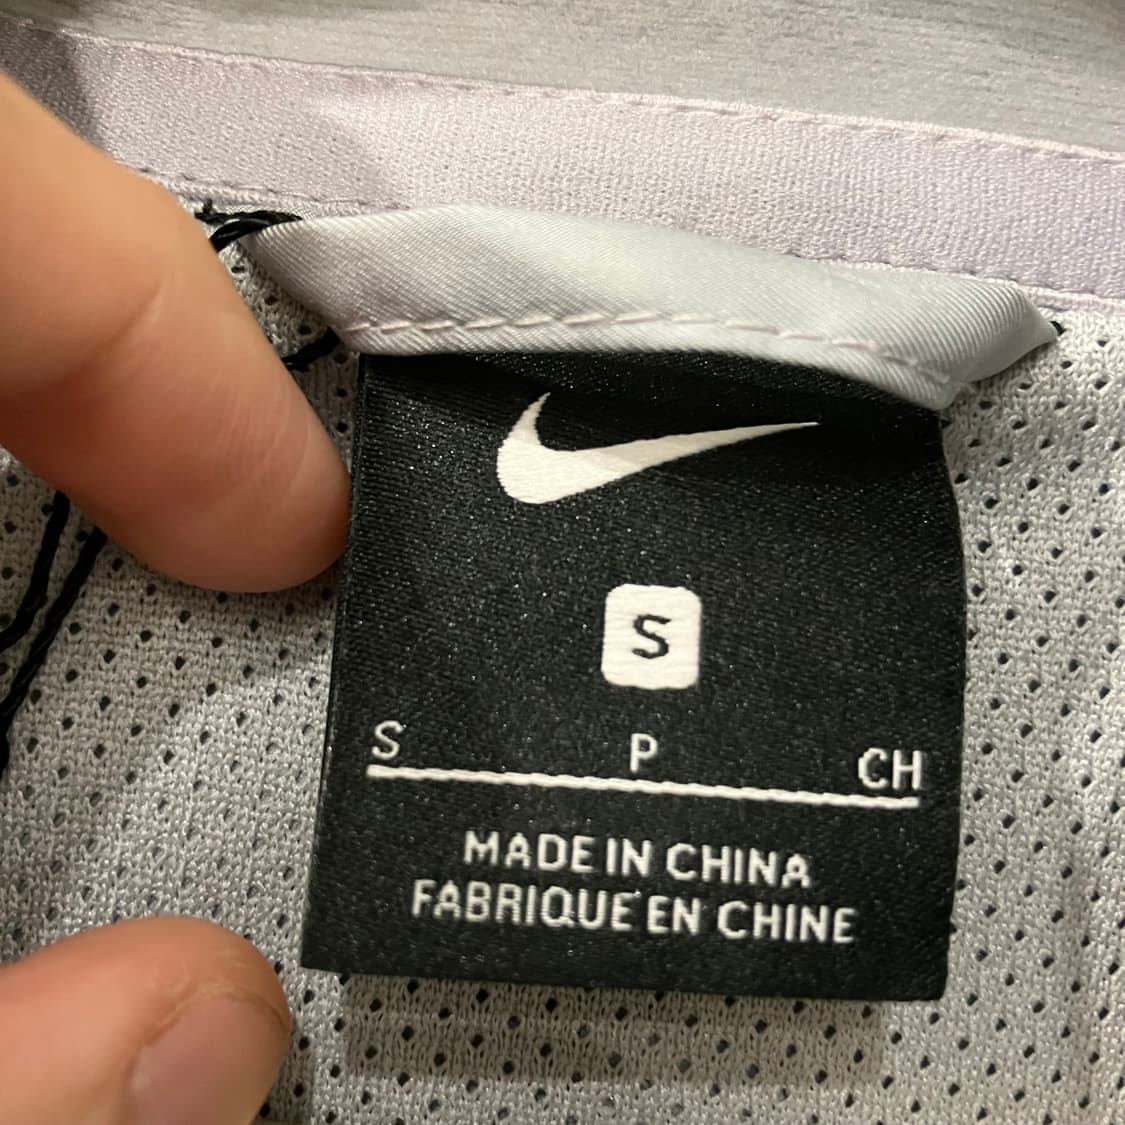 S
S P CH
MADE IN CHINA
FABRIQUE EN CHINE